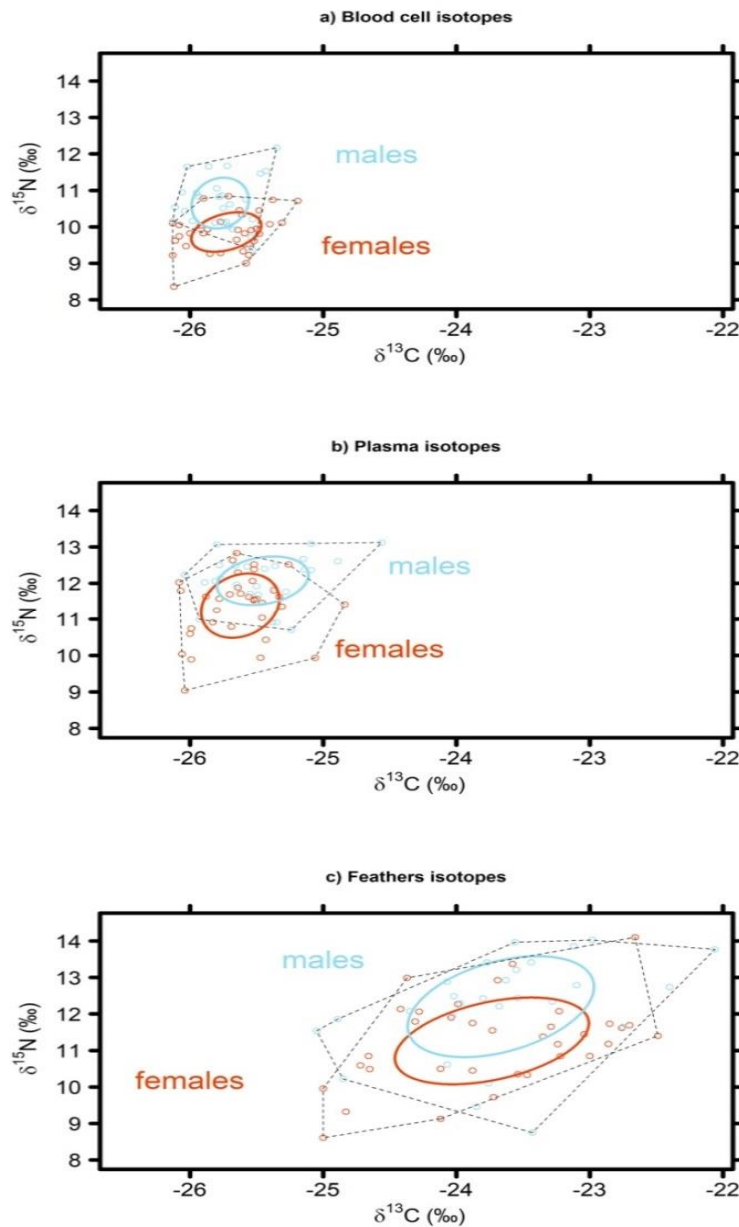 a) Blood cell isotopes
14
13
12
11
10
9
8
δ15N (‰)
males
females
-26 -25 -24 -23 -22
δ13C (‰)
b) Plasma isotopes
14
13
12
11
10
9
8
δ15N (‰)
males
females
-26 -25 -24 -23 -22
δ13C (‰)
c) Feathers isotopes
14
13
12
11
10
9
8
δ15N (‰)
males
females
-26 -25 -24 -23 -22
δ13C (‰)